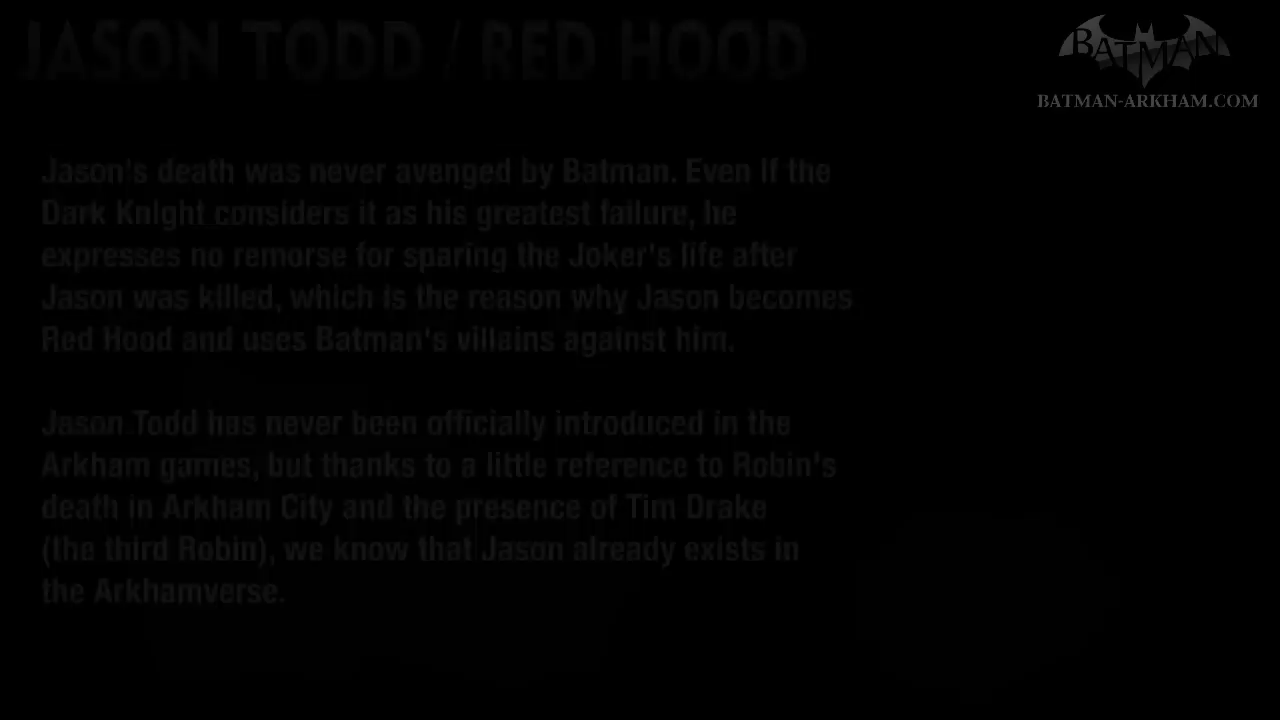 JASON TODD / RED HOOD
BATMAN
BATMAN-ARKHAM.COM
Jason's death was never avenged by Batman. Even if the
Dark Knight considers it as his greatest failure, he
expresses no remorse for sparing the Joker's life after
Jason was killed, which is the reason why Jason becomes
Red Hood and uses Batman's villains against him.
Jason Todd has never been officially introduced in the
Arkham games, but thanks to a little reference to Robin's
death in Arkham City and the presence of Tim Drake
(the third Robin), we know that Jason already exists in
the Arkhamverse.